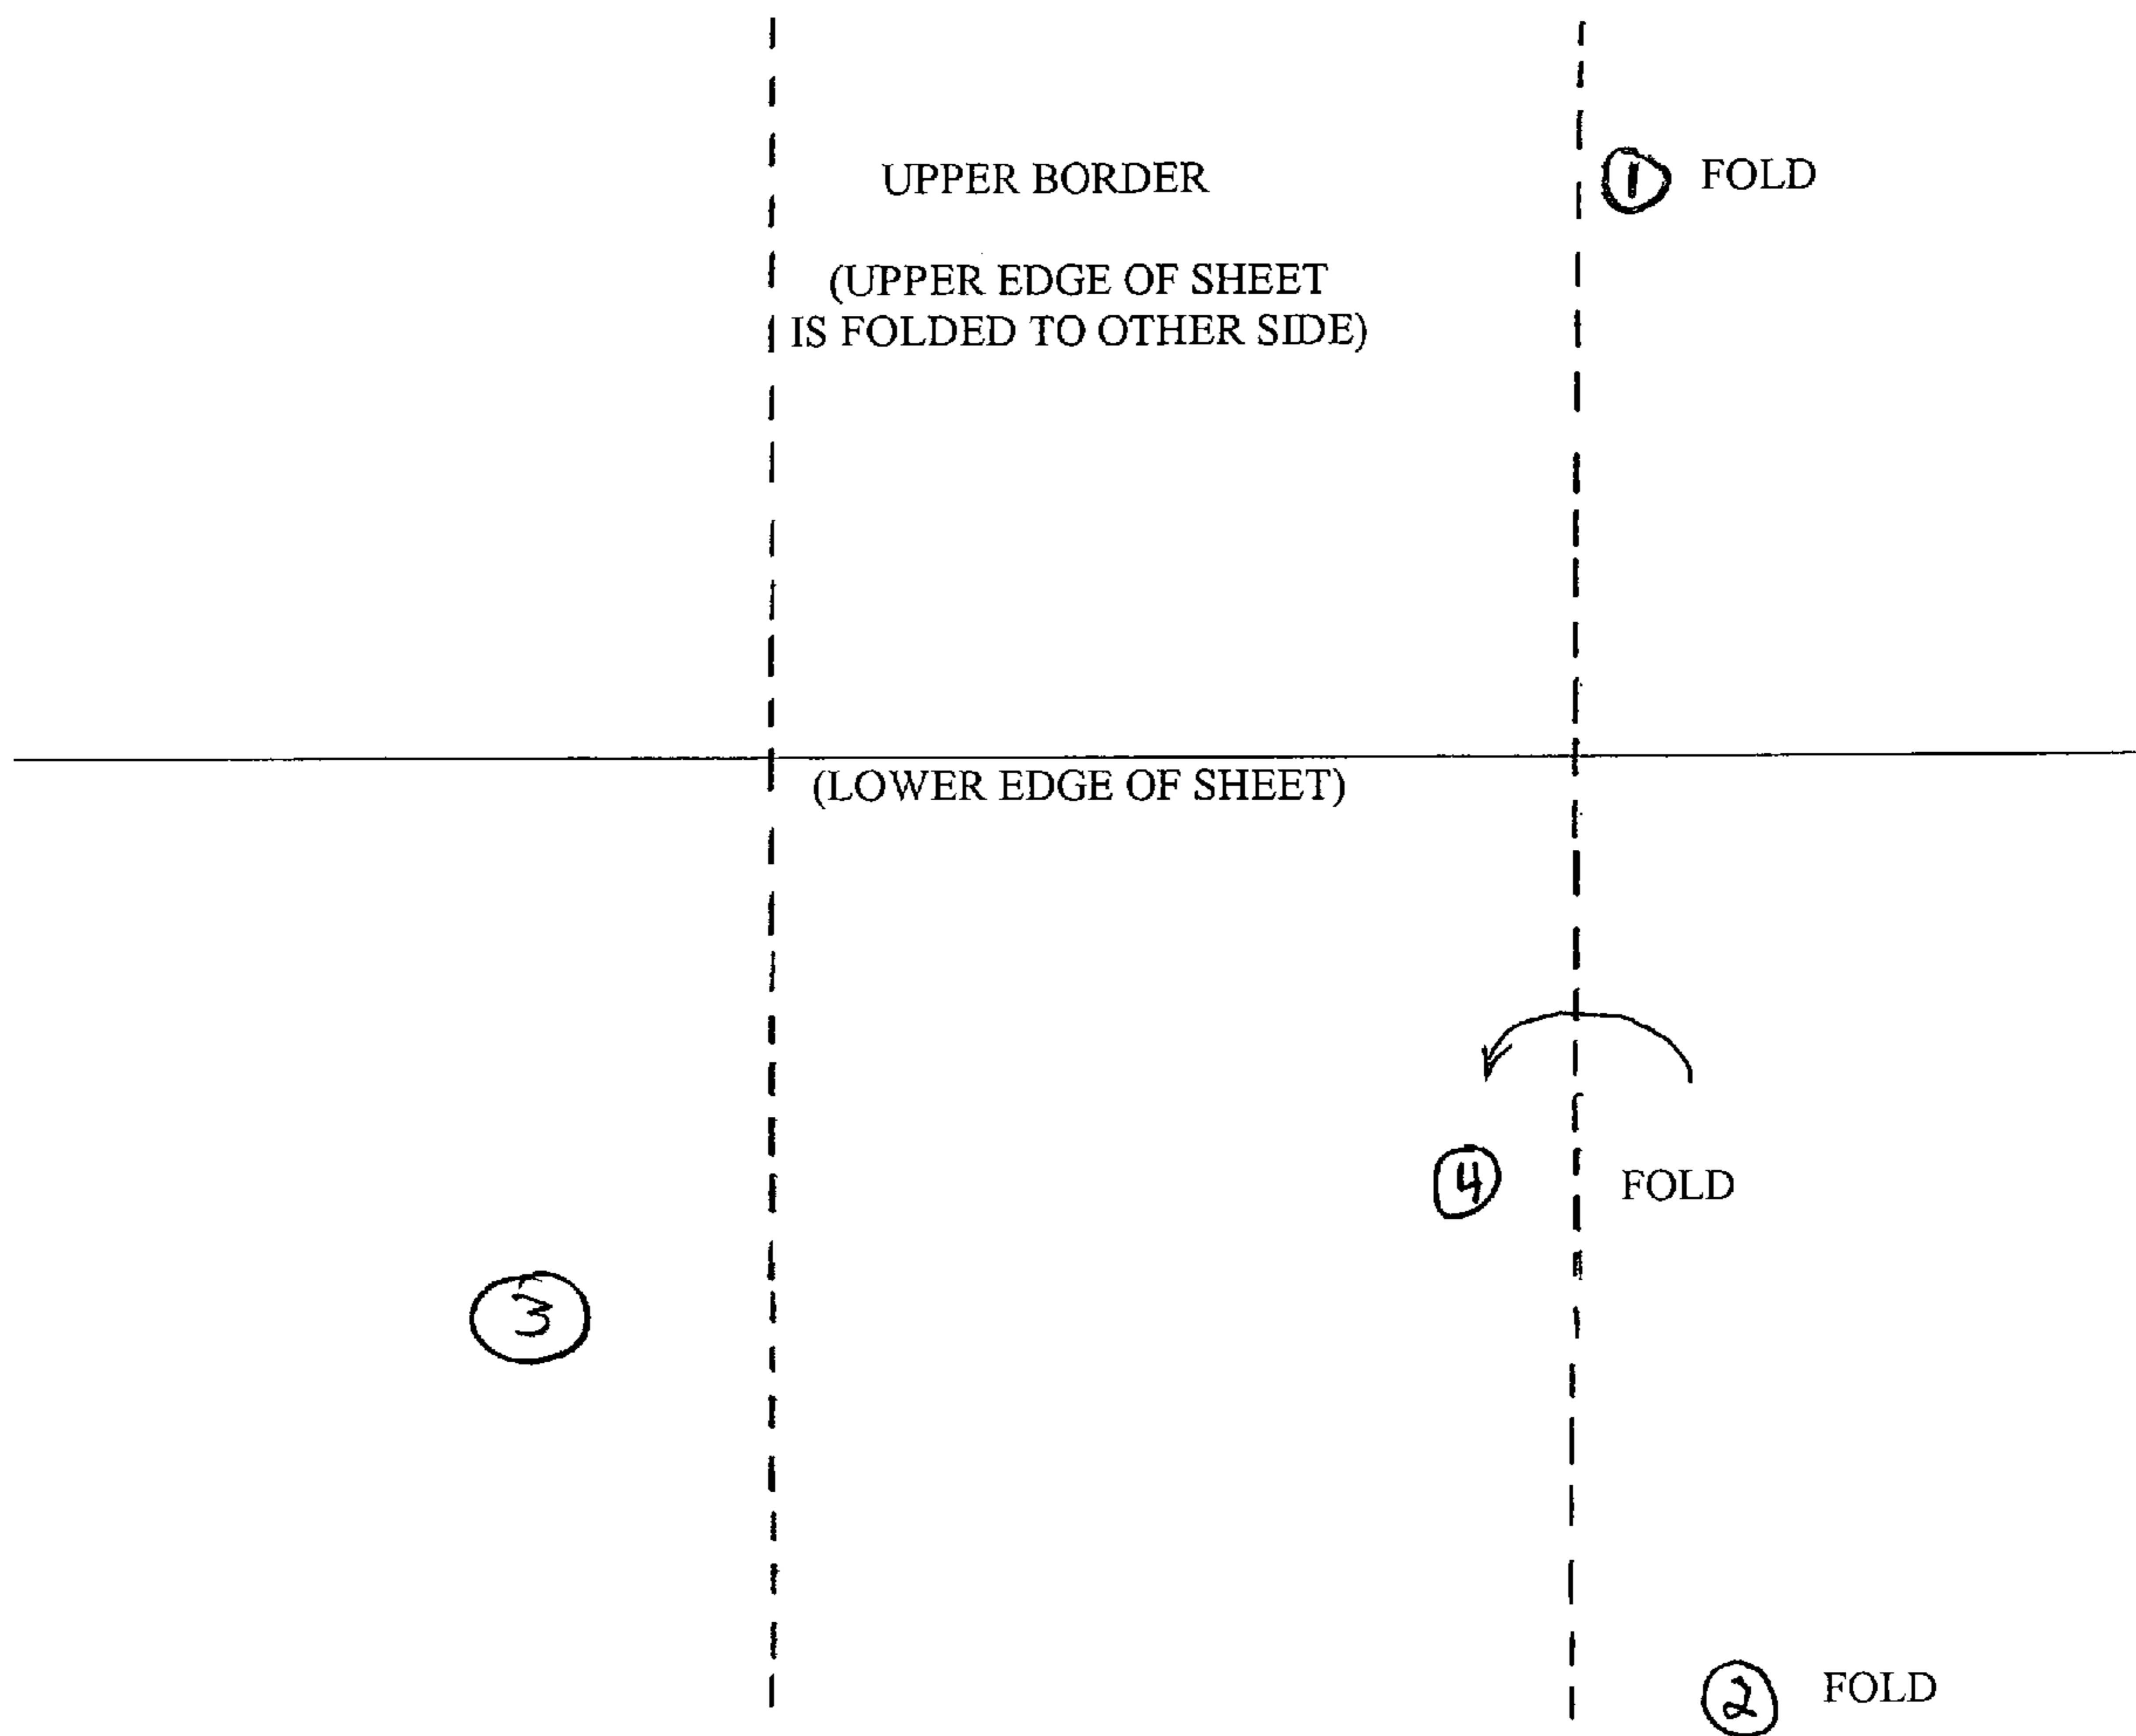 UPPER BORDER
1 FOLD
(UPPER EDGE OF SHEET
IS FOLDED TO OTHER SIDE)
(LOWER EDGE OF SHEET)
4 FOLD
3
2 FOLD